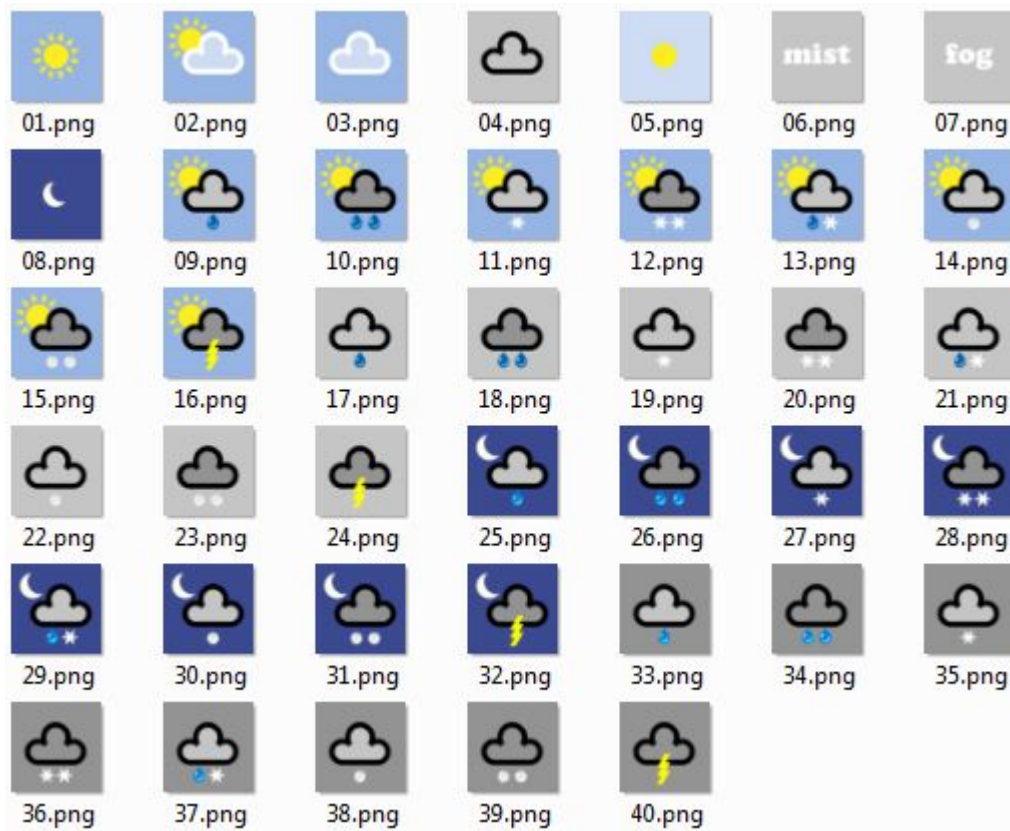 mist fog
01.png 02.png 03.png 04.png 05.png 06.png 07.png
08.png 09.png 10.png 11.png 12.png 13.png 14.png
15.png 16.png 17.png 18.png 19.png 20.png 21.png
22.png 23.png 24.png 25.png 26.png 27.png 28.png
29.png 30.png 31.png 32.png 33.png 34.png 35.png
36.png 37.png 38.png 39.png 40.png